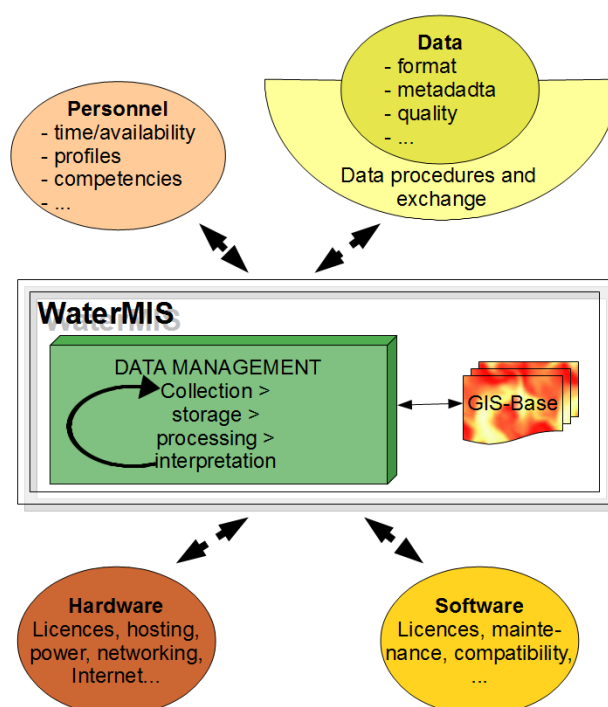 Data
- format
- metadadta
- quality
- ...
Data procedures and
exchange
Personnel
- time/availability
- profiles
- competencies
- ...
WaterMIS
DATA MANAGEMENT
Collection >
storage >
processing >
interpretation
GIS-Base
Hardware
Licences, hosting,
power, networking,
Internet...
Software
Licences, mainte-
nance, compatibility,
...